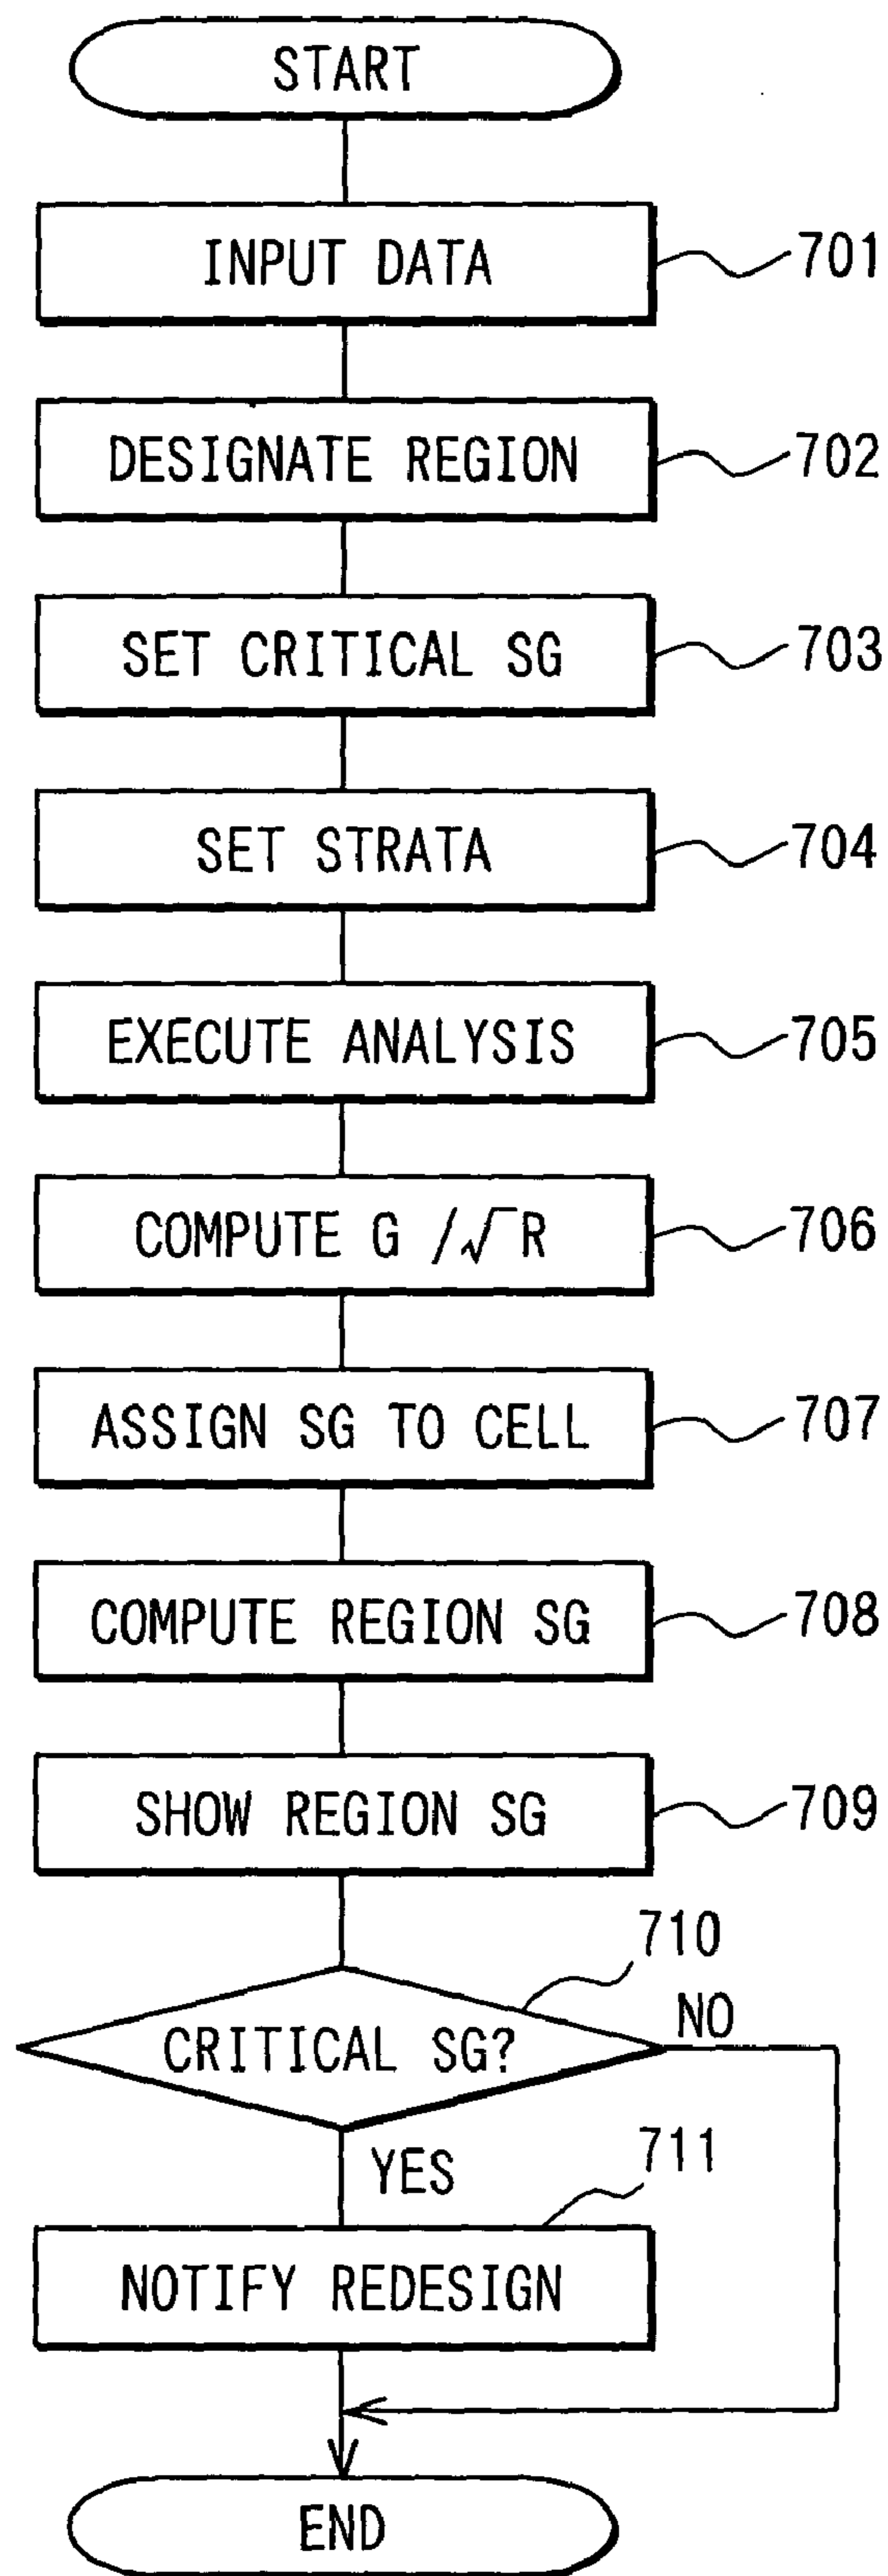 START
INPUT DATA
701
DESIGNATE REGION
702
SET CRITICAL SG
703
SET STRATA
704
EXECUTE ANALYSIS
705
COMPUTE G /√R
706
ASSIGN SG TO CELL
707
COMPUTE REGION SG
708
SHOW REGION SG
709
710
CRITICAL SG?
NO
YES
711
NOTIFY REDESIGN
END